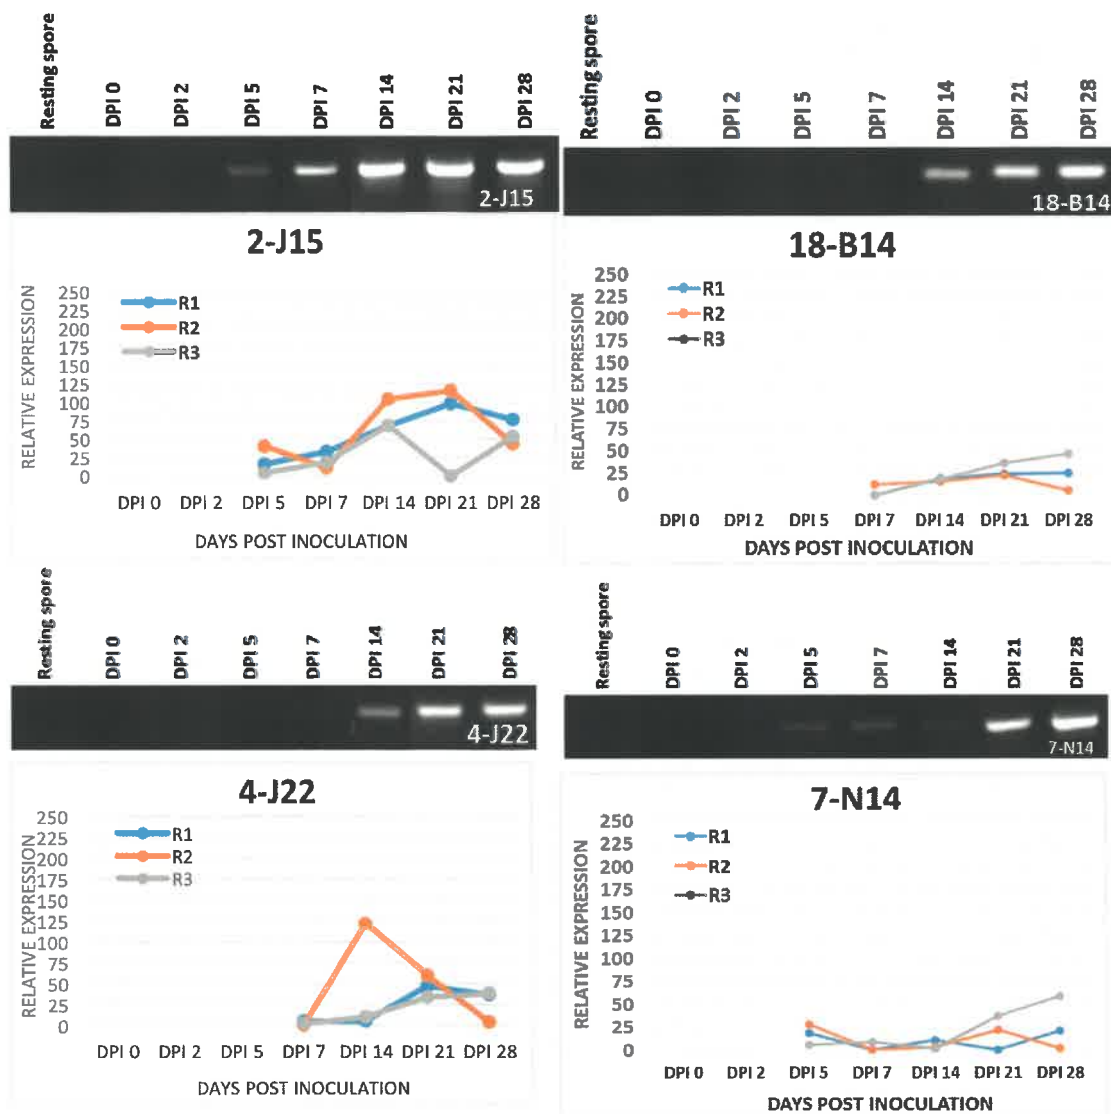 Resting spore
DPI 0
DPI 2
DPI 5
DPI 7
DPI 14
DPI 21
DPI 28
2-J15
2-J15
RELATIVE EXPRESSION
250
225
200
175
150
125
100
75
50
25
0
R1
R2
R3
DPI 0 DPI 2 DPI 5 DPI 7 DPI 14 DPI 21 DPI 28
DAYS POST INOCULATION
Resting spore
DPI 0
DPI 2
DPI 5
DPI 7
DPI 14
DPI 21
DPI 28
18-B14
18-B14
RELATIVE EXPRESSION
250
225
200
175
150
125
100
75
50
25
0
R1
R2
R3
DPI 0 DPI 2 DPI 5 DPI 7 DPI 14 DPI 21 DPI 28
DAYS POST INOCULATION
Resting spore
DPI 0
DPI 2
DPI 5
DPI 7
DPI 14
DPI 21
DPI 28
4-J22
4-J22
RELATIVE EXPRESSION
250
225
200
175
150
125
100
75
50
25
0
R1
R2
R3
DPI 0 DPI 2 DPI 5 DPI 7 DPI 14 DPI 21 DPI 28
DAYS POST INOCULATION
Resting spore
DPI 0
DPI 2
DPI 5
DPI 7
DPI 14
DPI 21
DPI 28
7-N14
7-N14
RELATIVE EXPRESSION
250
225
200
175
150
125
100
75
50
25
0
R1
R2
R3
DPI 0 DPI 2 DPI 5 DPI 7 DPI 14 DPI 21 DPI 28
DAYS POST INOCULATION